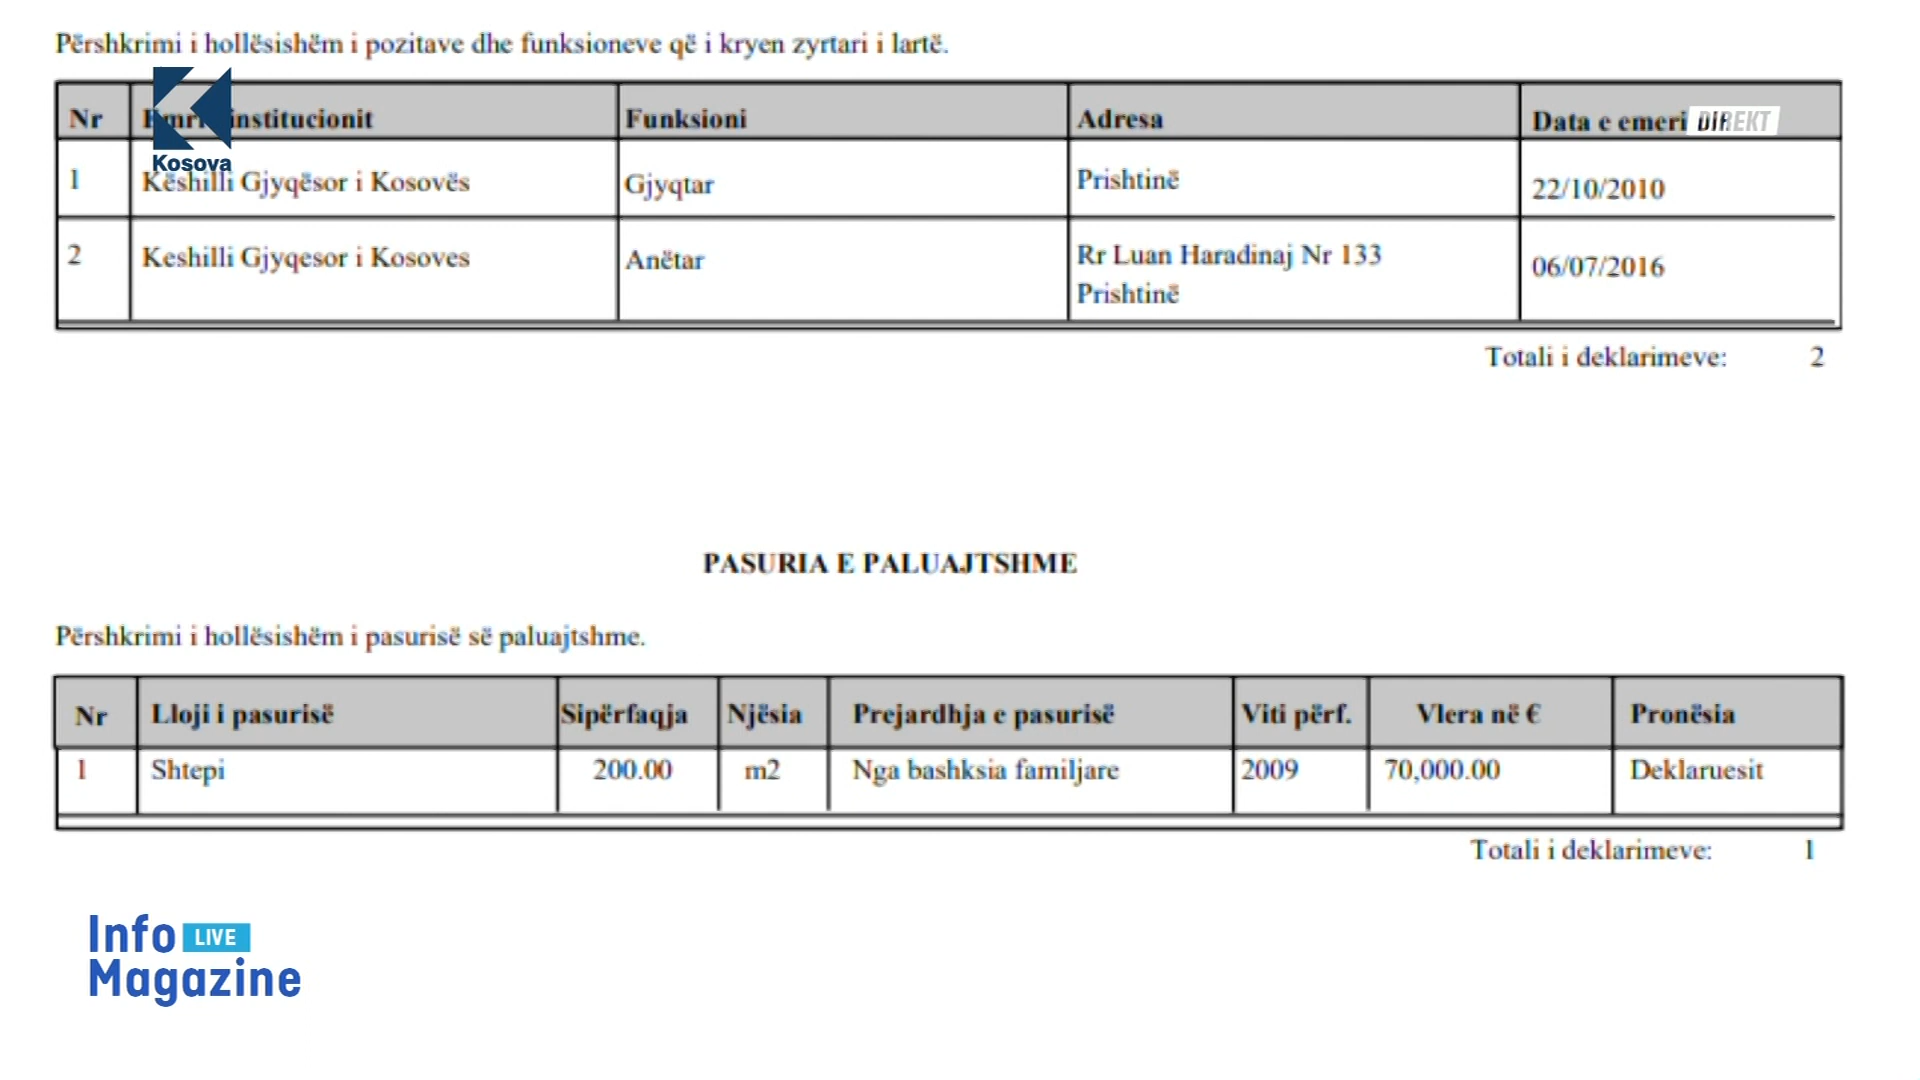 Përshkrimi i hollësishëm i pozitave dhe funksioneve që i kryen zyrtari i lartë.
Nr institucionit Funksioni Adresa Data e emeri DIREKT
Kosova
1 Këshilli Gjyqësor i Kosovës Gjyqtar Prishtinë 22/10/2010
2 Keshilli Gjyqesor i Kosoves Anëtar Rr Luan Haradinaj Nr 133 06/07/2016
Prishtinë
Totali i deklarimeve: 2
PASURIA E PALUAJTSHME
Përshkrimi i hollësishëm i pasurisë së paluajtshme.
Nr Lloji i pasurisë Sipërfaqja Njësia Prejardhja e pasurisë Viti përf. Vlera në € Pronësia
1 Shtepi 200.00 m2 Nga bashksia familjare 2009 70,000.00 Deklaruesit
Totali i deklarimeve: 1
Info LIVE
Magazine